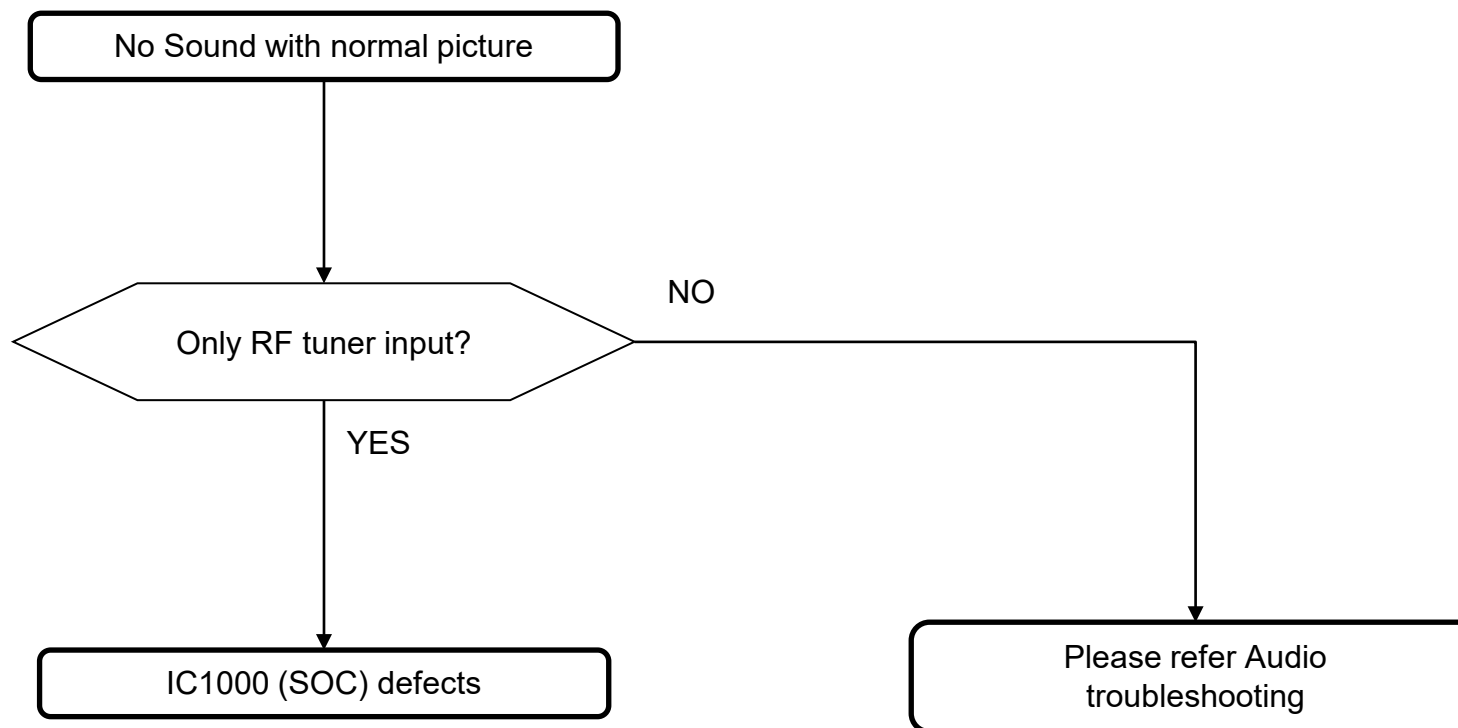 No Sound with normal picture
NO
Only RF tuner input?
YES
IC1000 (SOC) defects
Please refer Audio
troubleshooting